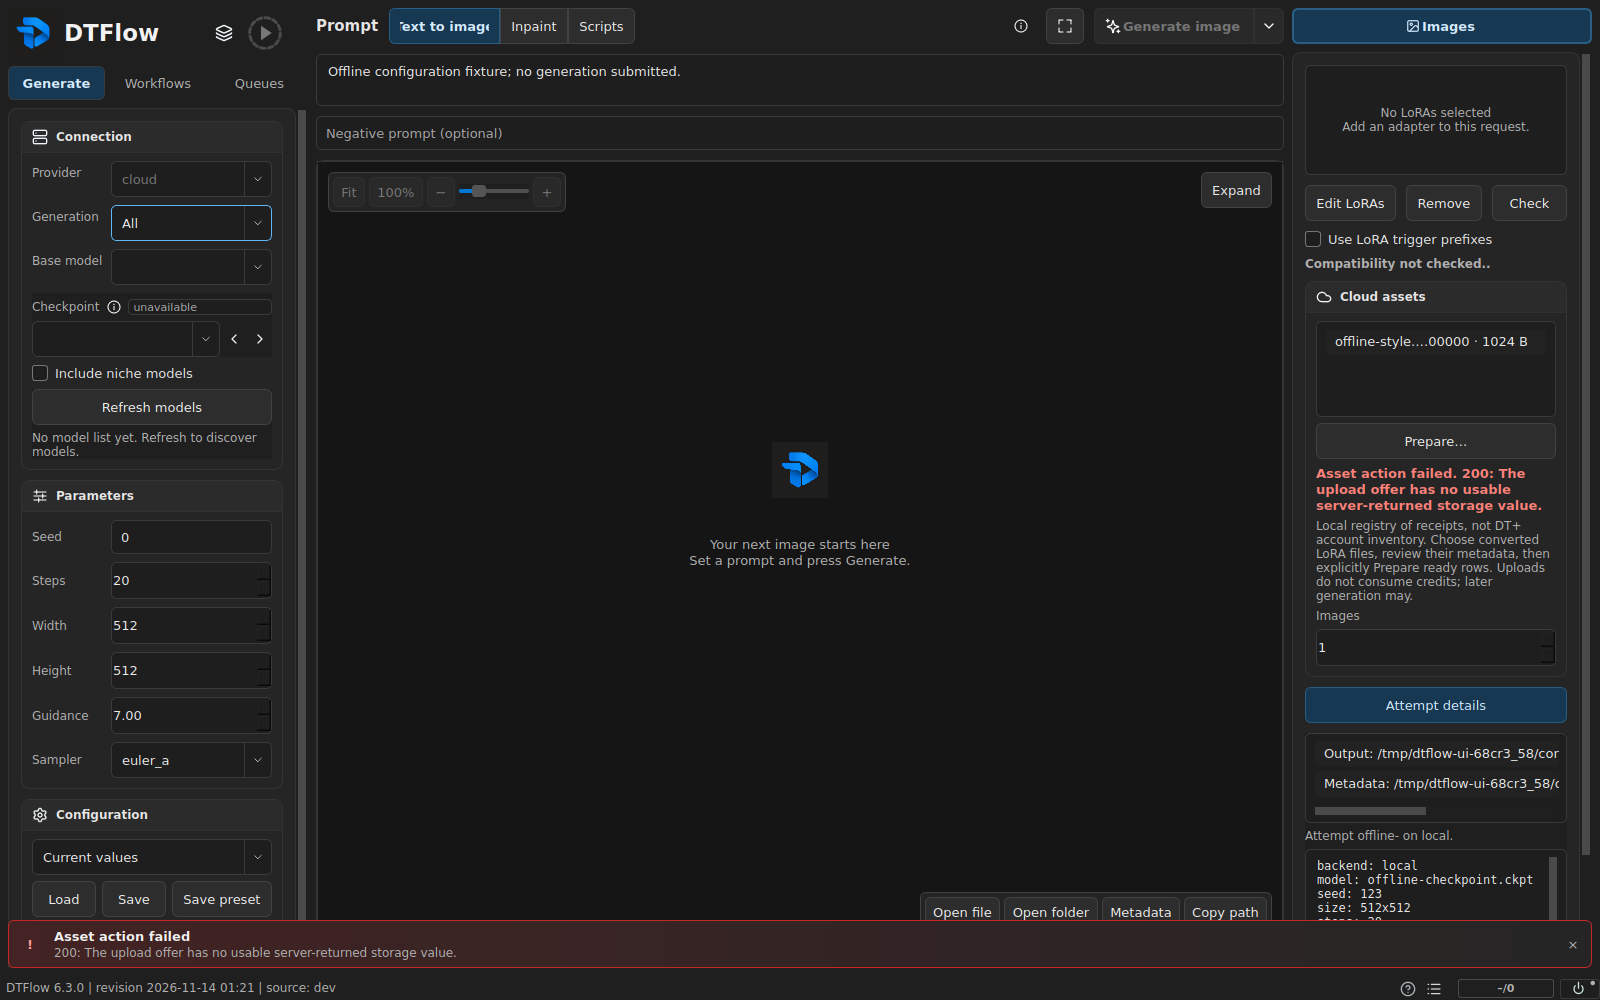 DTFlow
Generate
Workflows
Queues
Connection
Provider
cloud
Generation
All
Base model
Checkpoint
unavailable
Include niche models
Refresh models
No model list yet. Refresh to discover
models.
Parameters
Seed
0
Steps
20
Width
512
Height
512
Guidance
7.00
Sampler
euler_a
Configuration
Current values
Load
Save
Save preset
Prompt
Text to image
Inpaint
Scripts
Generate image
Offline configuration fixture; no generation submitted.
Negative prompt (optional)
Fit
100%
−
+
Expand
Your next image starts here
Set a prompt and press Generate.
Open file
Open folder
Metadata
Copy path
Images
No LoRAs selected
Add an adapter to this request.
Edit LoRAs
Remove
Check
Use LoRA trigger prefixes
Compatibility not checked..
Cloud assets
offline-style....00000 · 1024 B
Prepare...
Asset action failed. 200: The
upload offer has no usable
server-returned storage value.
Local registry of receipts, not DT+
account inventory. Choose converted
LoRA files, review their metadata, then
explicitly Prepare ready rows. Uploads
do not consume credits; later
generation may.
Images
1
Attempt details
Output: /tmp/dtflow-ui-68cr3_58/cor
Metadata: /tmp/dtflow-ui-68cr3_58/c
Attempt offline- on local.
backend: local
model: offline-checkpoint.ckpt
seed: 123
size: 512x512
! Asset action failed
200: The upload offer has no usable server-returned storage value.
×
DTFlow 6.3.0 | revision 2026-11-14 01:21 | source: dev
–/0